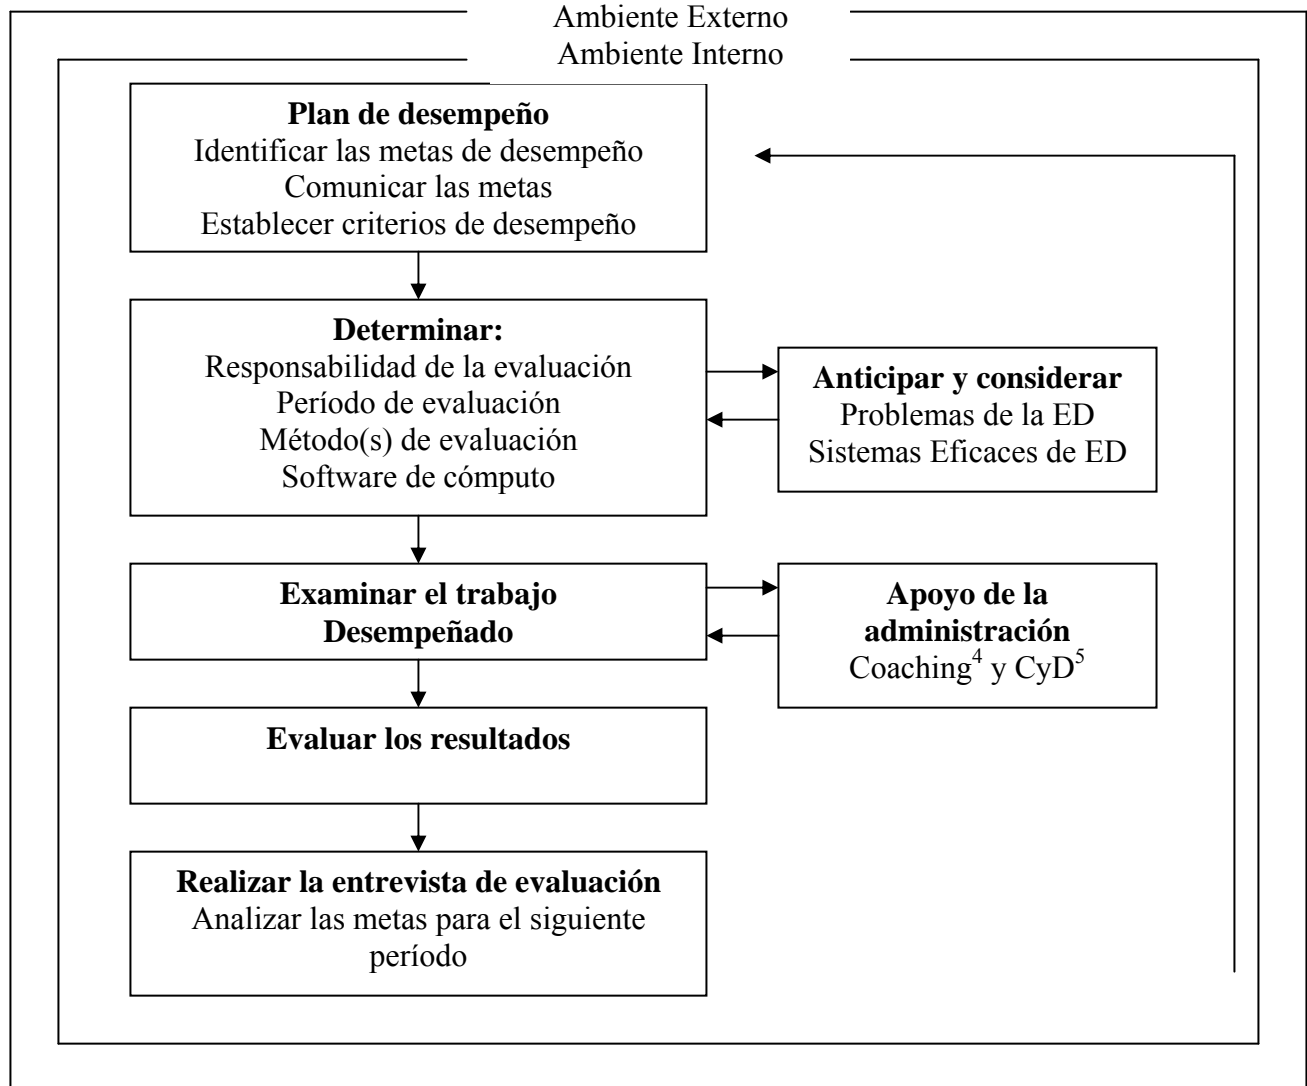 Ambiente Externo
Ambiente Interno
Plan de desempeño
Identificar las metas de desempeño
Comunicar las metas
Establecer criterios de desempeño
Determinar:
Responsabilidad de la evaluación
Período de evaluación
Método(s) de evaluación
Software de cómputo
Anticipar y considerar
Problemas de la ED
Sistemas Eficaces de ED
Examinar el trabajo
Desempeñado
Apoyo de la
administración
Coaching⁴ y CyD⁵
Evaluar los resultados
Realizar la entrevista de evaluación
Analizar las metas para el siguiente
período